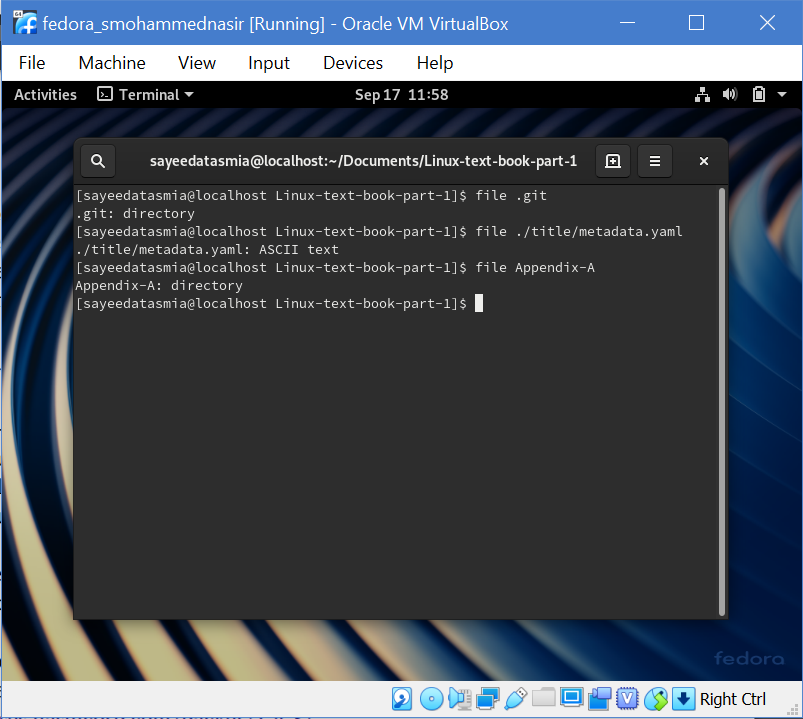 64
fedora_smohammednasir [Running] - Oracle VM VirtualBox
File Machine View Input Devices Help
Activities Terminal Sep 17 11:58
sayeedatasmia@localhost:~/Documents/Linux-text-book-part-1
[sayeedatasmia@localhost Linux-text-book-part-1]$ file .git
.git: directory
[sayeedatasmia@localhost Linux-text-book-part-1]$ file ./title/metadata.yaml
./title/metadata.yaml: ASCII text
[sayeedatasmia@localhost Linux-text-book-part-1]$ file Appendix-A
Appendix-A: directory
[sayeedatasmia@localhost Linux-text-book-part-1]$
fedora
Right Ctrl